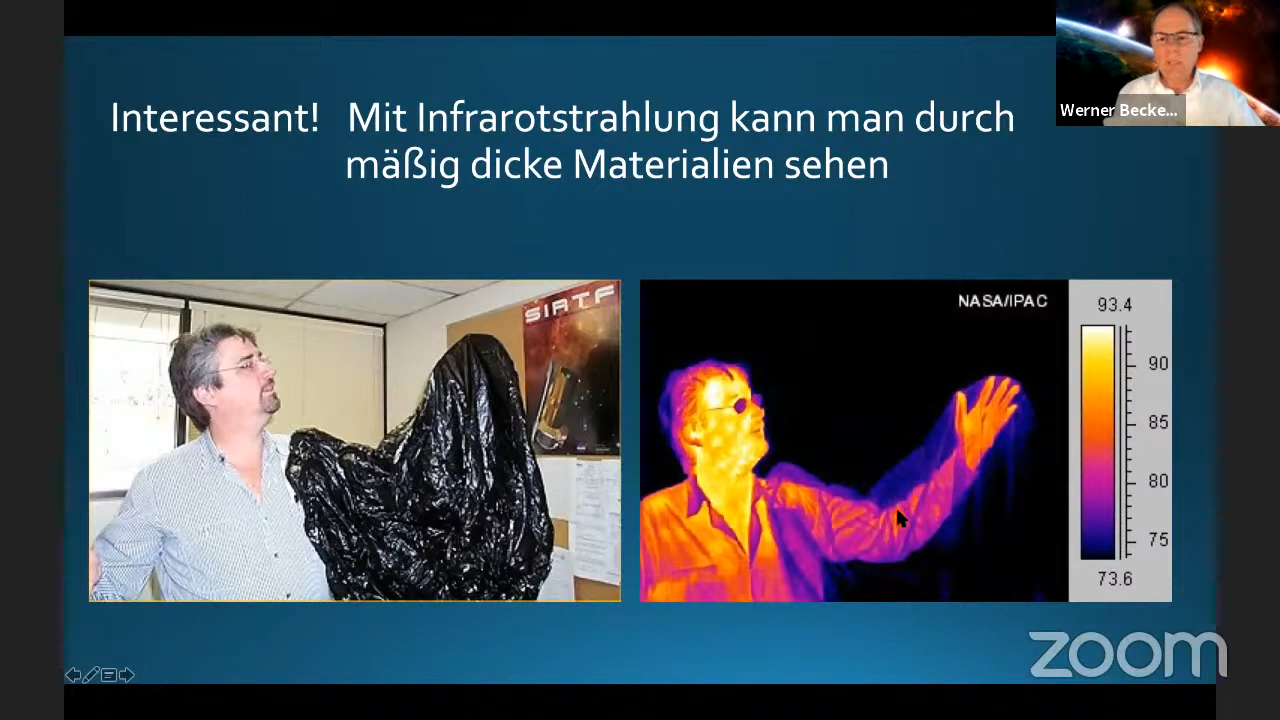 Werner Becke...
Interessant! Mit Infrarotstrahlung kann man durch
mäßig dicke Materialien sehen
SIRTF
NASA/IPAC
93.4
90
85
80
75
73.6
zoom